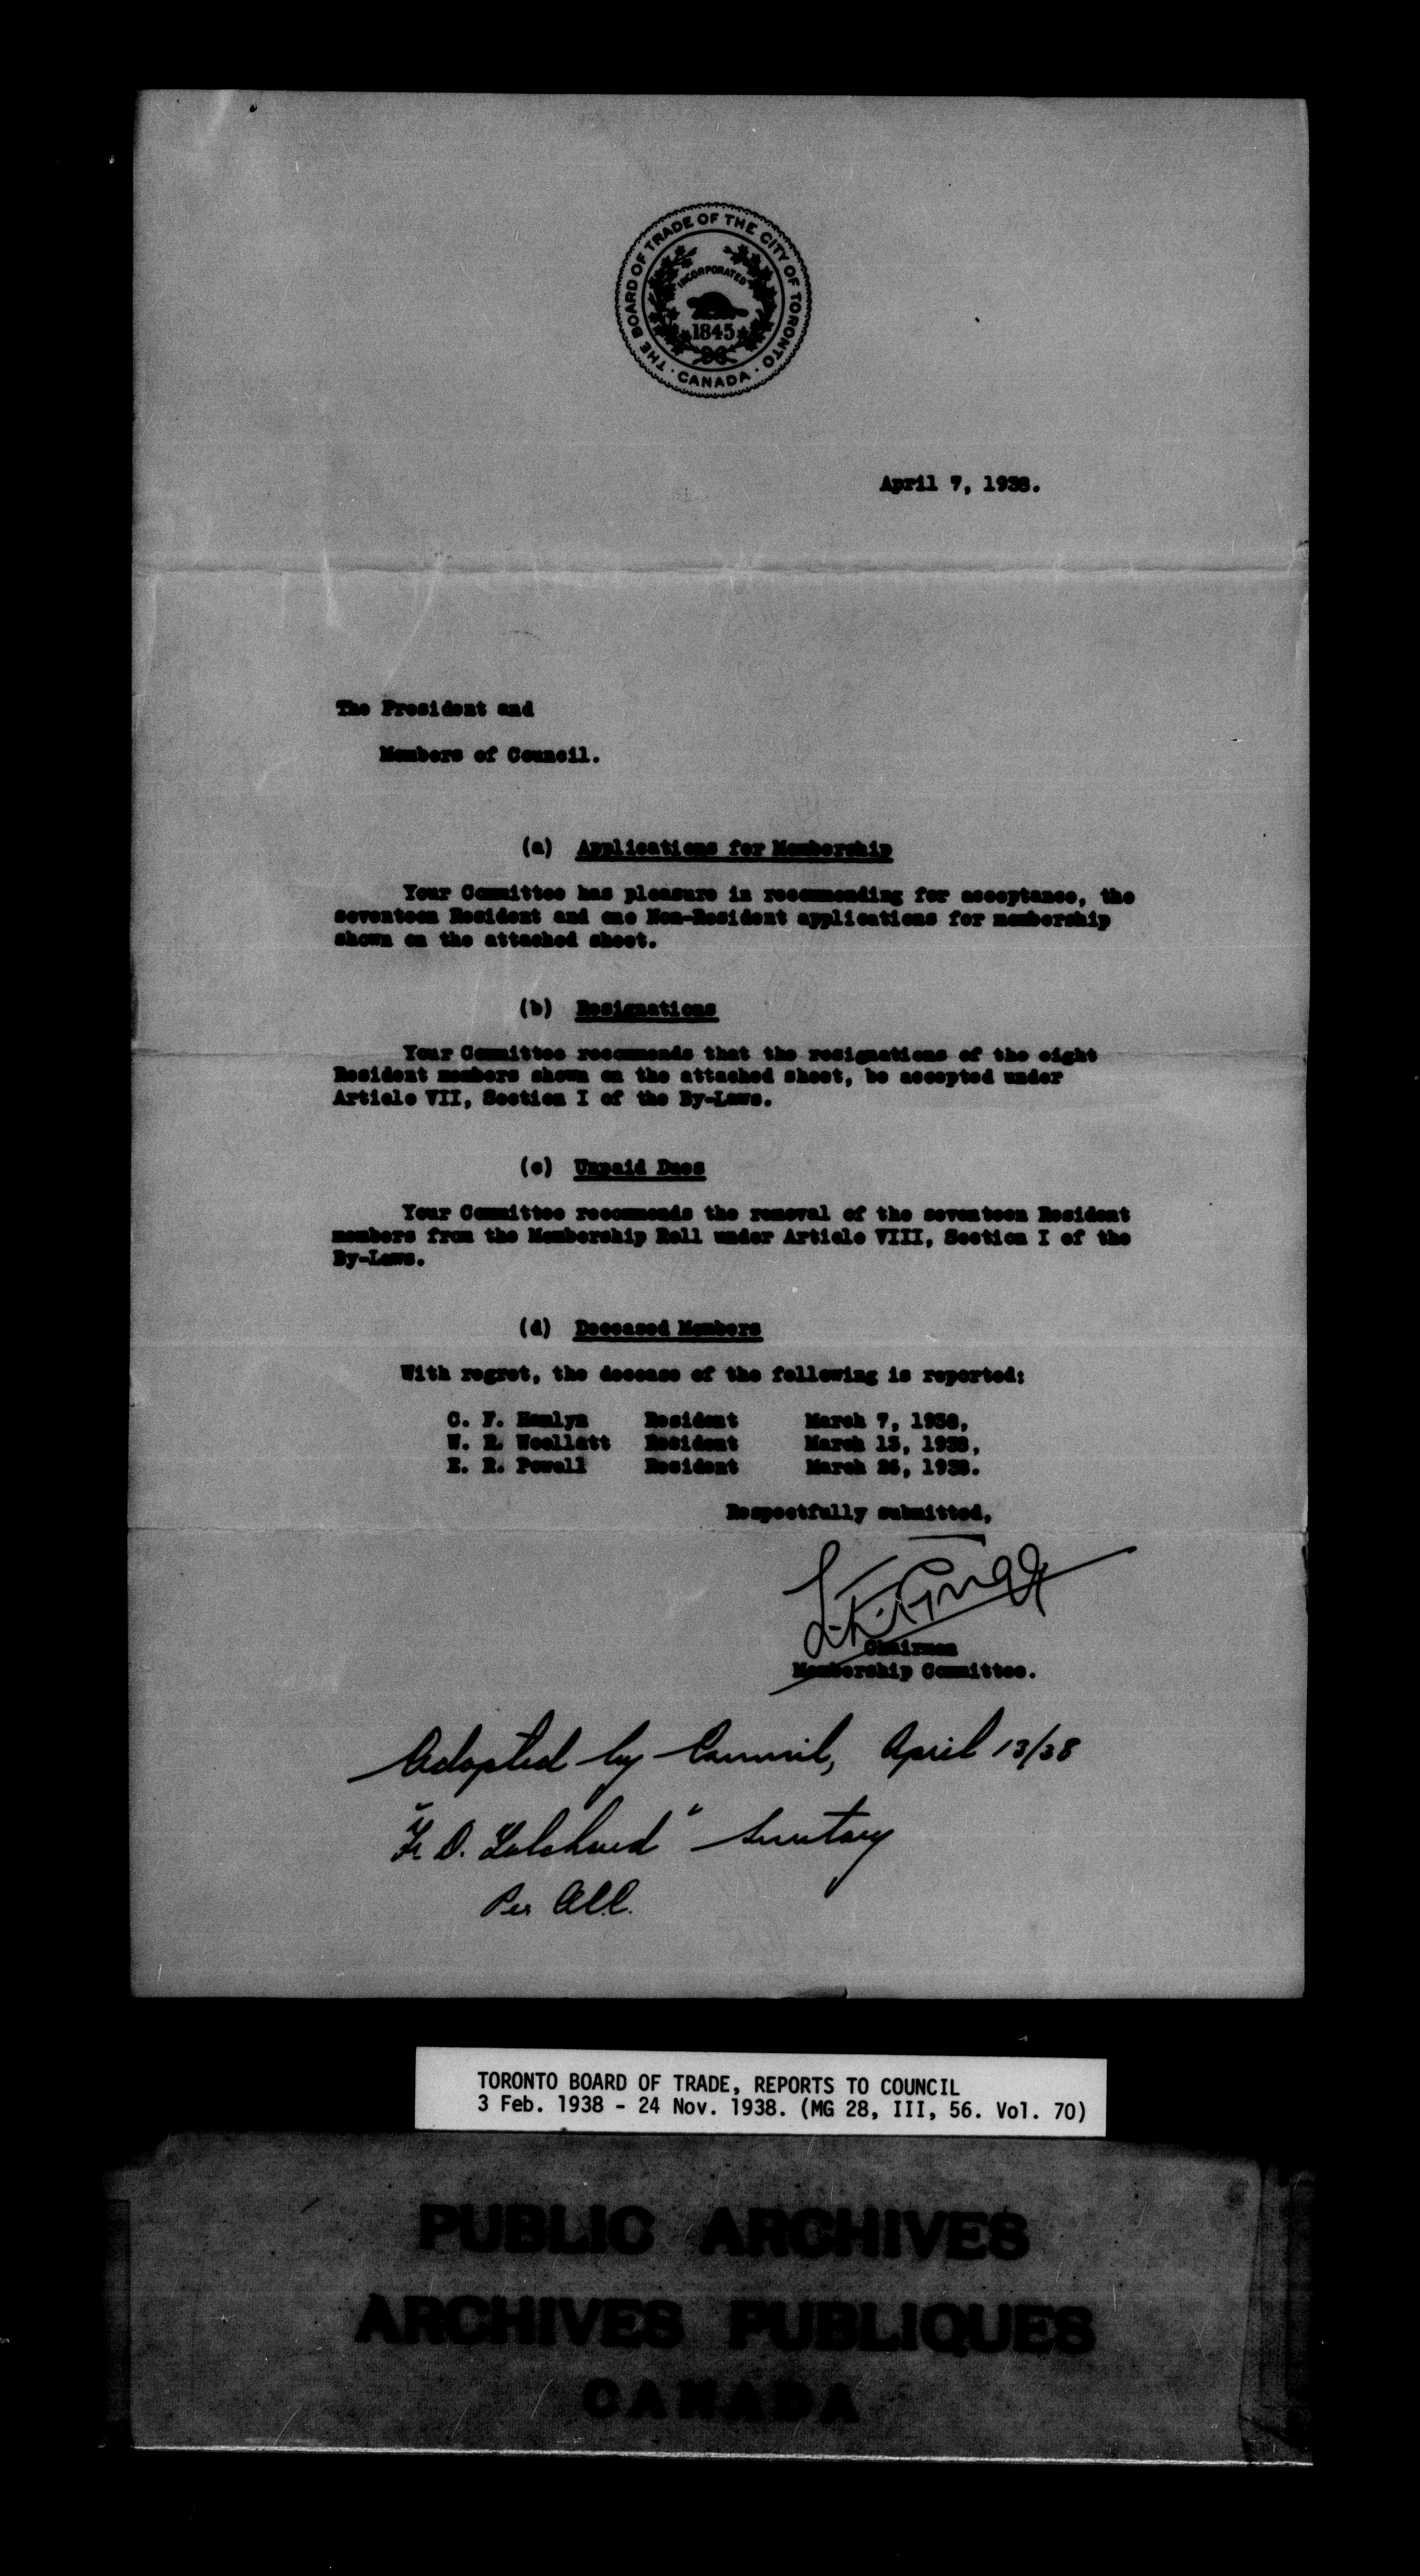 THE BOARD OF TRADE OF THE CITY OF TORONTO
INCORPORATED
1845
· CANADA ·
April 7, 1938.
The President and
Members of Council.
(a) Applications for Membership
Your Committee has pleasure in recommending for acceptance, the
seventeen Resident and one Non-Resident applications for membership
shown on the attached sheet.
(b) Resignations
Your Committee recommends that the resignations of the eight
Resident members shown on the attached sheet, be accepted under
Article VII, Section I of the By-Laws.
(c) Unpaid Dues
Your Committee recommends the removal of the seventeen Resident
members from the Membership Roll under Article VIII, Section I of the
By-Laws.
(d) Deceased Members
With regret, the decease of the following is reported:
C. F. Hamlyn Resident March 7, 1938,
W. R. Woollatt Resident March 13, 1938,
E. R. Powell Resident March 26, 1938.
Respectfully submitted,
Chairman
Membership Committee.
Adopted by Council, April 13/38
"F. D. Tolchard" Secretary
Per
TORONTO BOARD OF TRADE, REPORTS TO COUNCIL
3 Feb. 1938 - 24 Nov. 1938. (MG 28, III, 56. Vol. 70)
PUBLIC ARCHIVES
ARCHIVES PUBLIQUES
CANADA